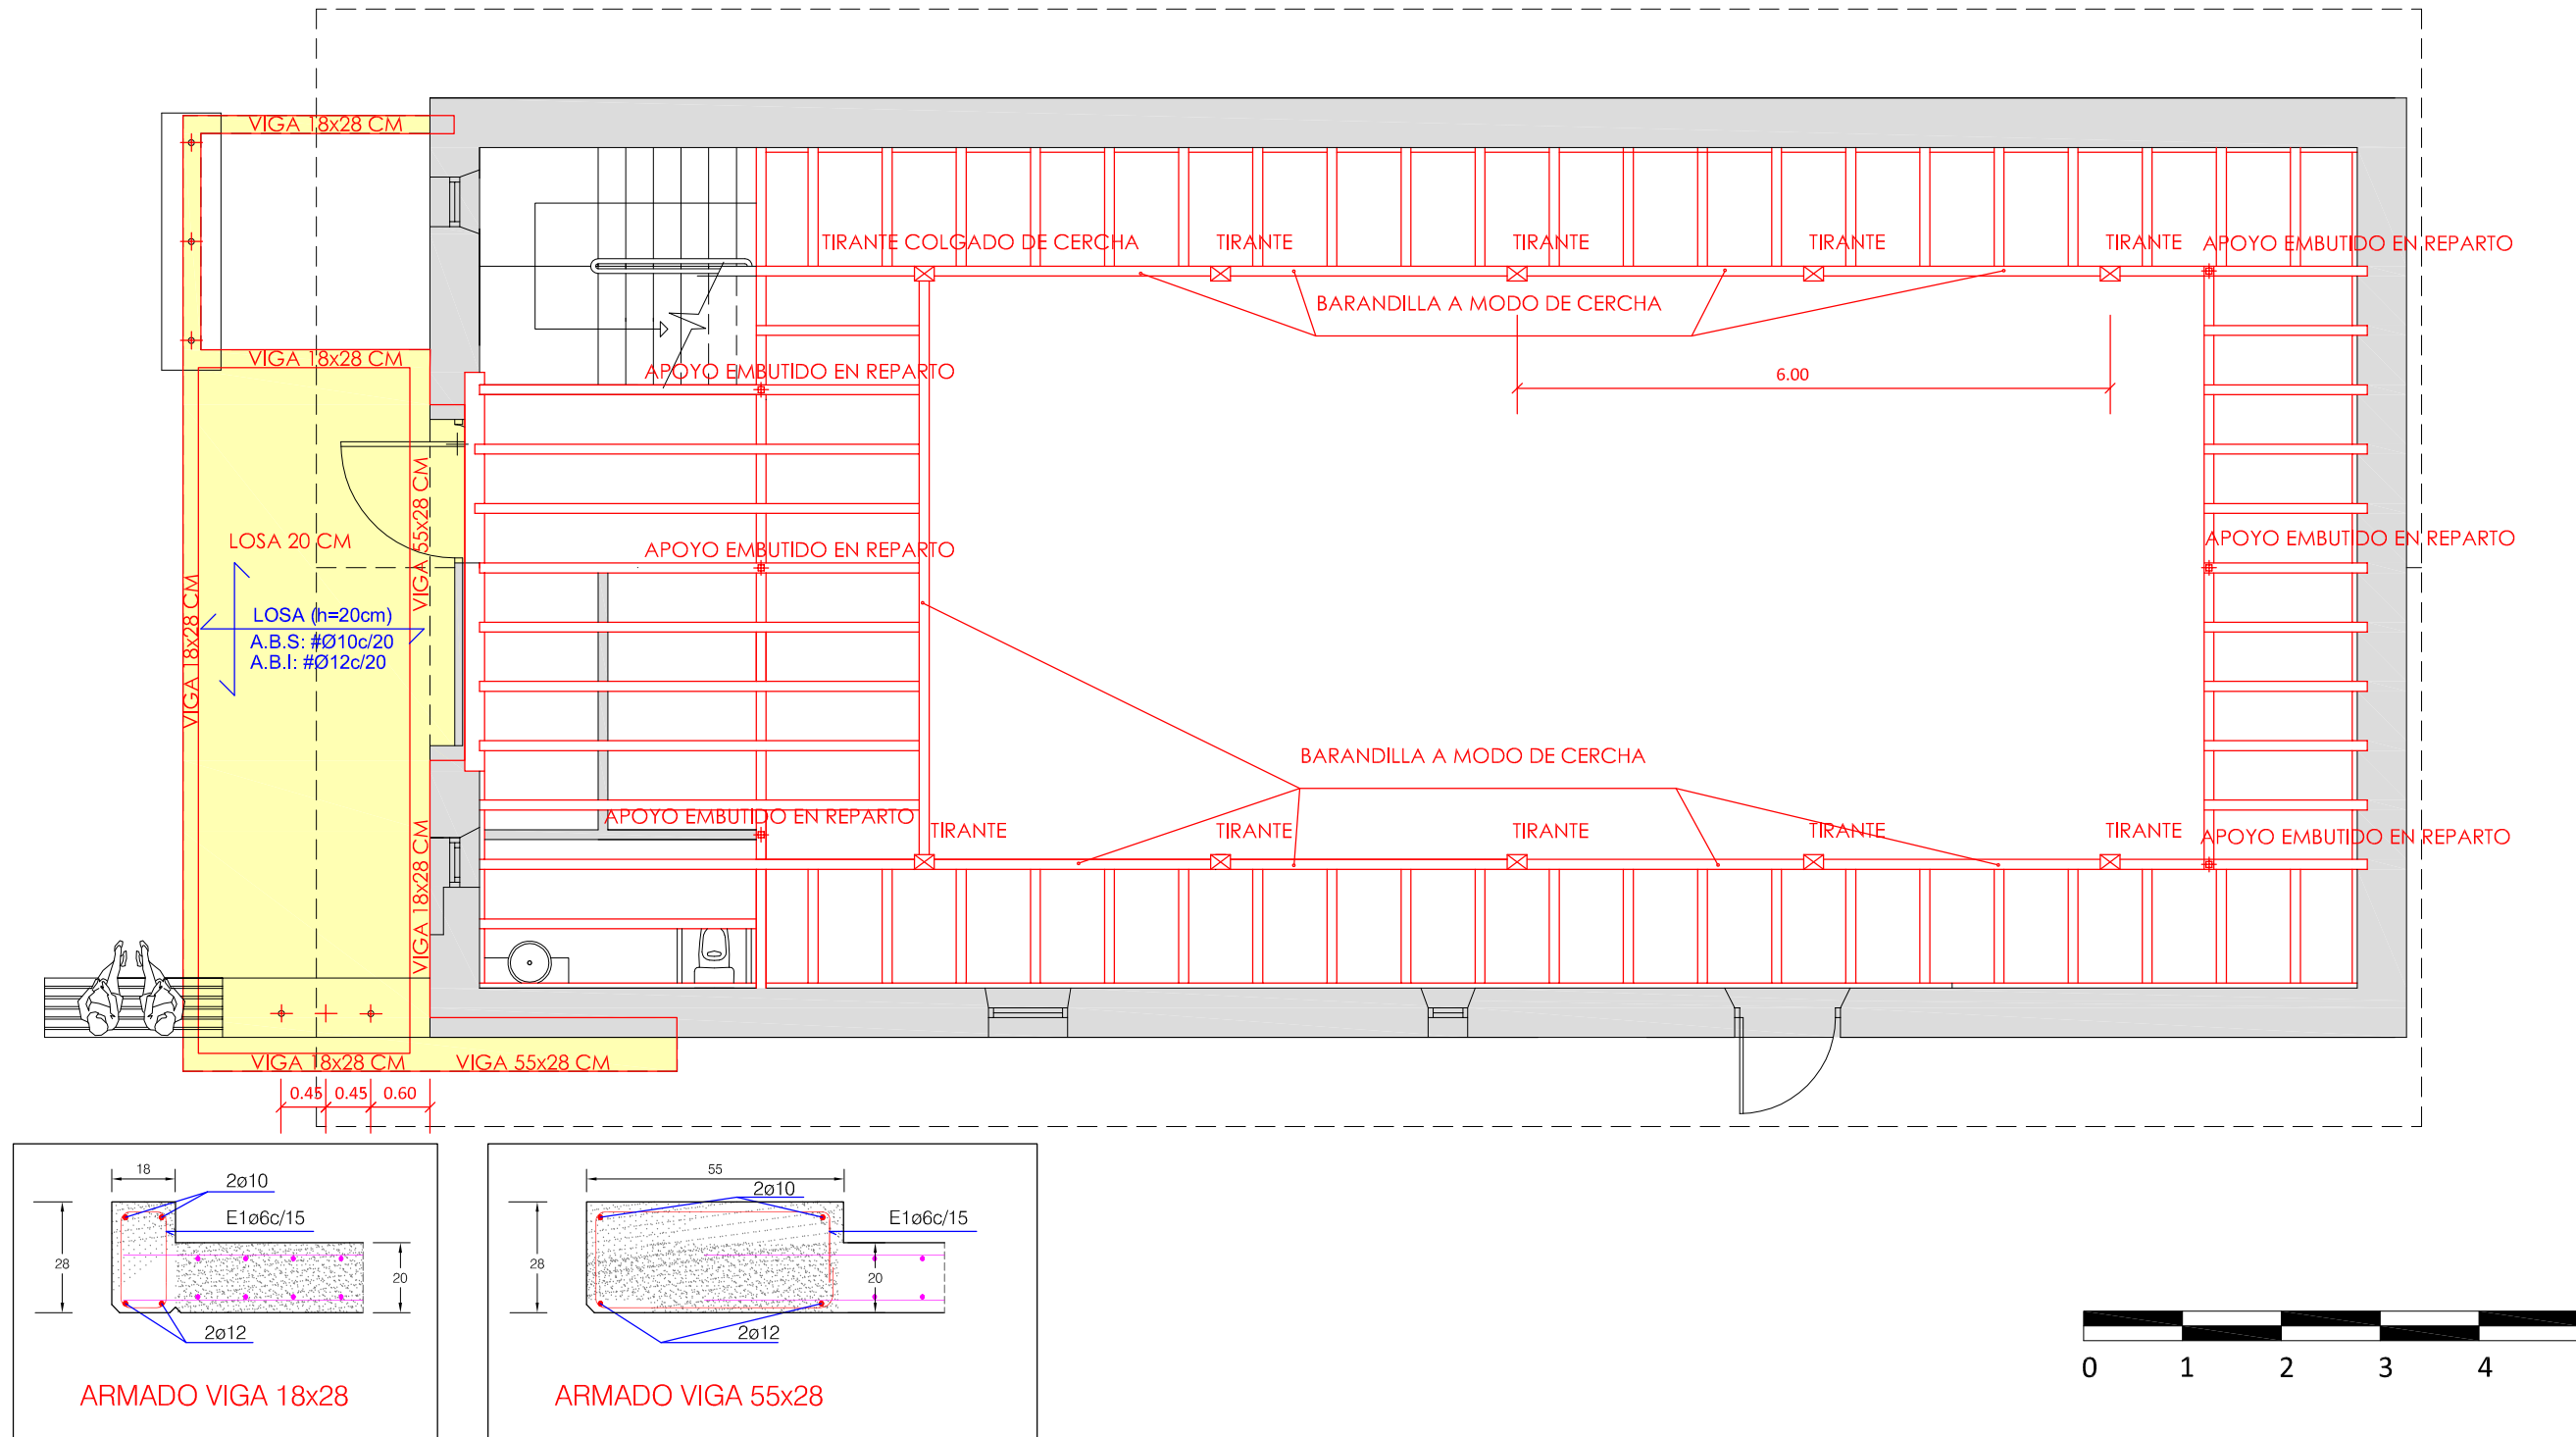 VIGA 18x28 CM
TIRANTE COLGADO DE CERCHA
TIRANTE
TIRANTE
TIRANTE
TIRANTE
APOYO EMBUTIDO EN REPARTO
BARANDILLA A MODO DE CERCHA
VIGA 18x28 CM
APOYO EMBUTIDO EN REPARTO
6.00
VIGA 55x28 CM
LOSA 20 CM
APOYO EMBUTIDO EN REPARTO
APOYO EMBUTIDO EN REPARTO
VIGA 18x28 CM
LOSA (h=20cm)
A.B.S: #Ø10c/20
A.B.I: #Ø12c/20
BARANDILLA A MODO DE CERCHA
APOYO EMBUTIDO EN REPARTO
TIRANTE
TIRANTE
TIRANTE
TIRANTE
TIRANTE
APOYO EMBUTIDO EN REPARTO
VIGA 18x28 CM
VIGA 18x28 CM
VIGA 55x28 CM
0.45
0.45
0.60
18
2ø10
E1ø6c/15
28
20
2ø12
ARMADO VIGA 18x28
55
2ø10
E1ø6c/15
28
20
2ø12
ARMADO VIGA 55x28
0
1
2
3
4